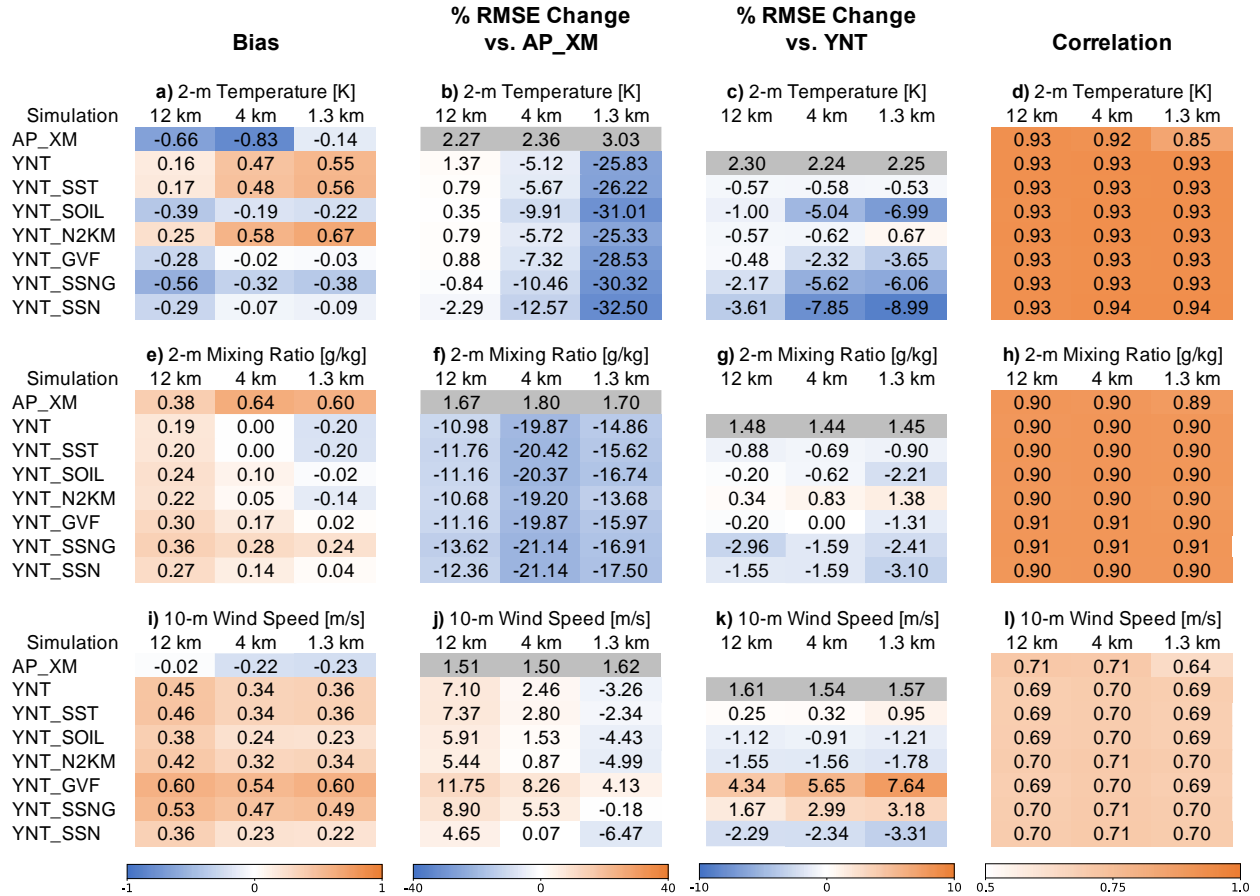 Bias % RMSE Change vs. AP_XM % RMSE Change vs. YNT Correlation
a) 2-m Temperature [K] b) 2-m Temperature [K] c) 2-m Temperature [K] d) 2-m Temperature [K]
Simulation 12 km 4 km 1.3 km 12 km 4 km 1.3 km 12 km 4 km 1.3 km 12 km 4 km 1.3 km
AP_XM -0.66 -0.83 -0.14 2.27 2.36 3.03 0.93 0.92 0.85
YNT 0.16 0.47 0.55 1.37 -5.12 -25.83 2.30 2.24 2.25 0.93 0.93 0.93
YNT_SST 0.17 0.48 0.56 0.79 -5.67 -26.22 -0.57 -0.58 -0.53 0.93 0.93 0.93
YNT_SOIL -0.39 -0.19 -0.22 0.35 -9.91 -31.01 -1.00 -5.04 -6.99 0.93 0.93 0.93
YNT_N2KM 0.25 0.58 0.67 0.79 -5.72 -25.33 -0.57 -0.62 0.67 0.93 0.93 0.93
YNT_GVF -0.28 -0.02 -0.03 0.88 -7.32 -28.53 -0.48 -2.32 -3.65 0.93 0.93 0.93
YNT_SSNG -0.56 -0.32 -0.38 -0.84 -10.46 -30.32 -2.17 -5.62 -6.06 0.93 0.93 0.93
YNT_SSN -0.29 -0.07 -0.09 -2.29 -12.57 -32.50 -3.61 -7.85 -8.99 0.93 0.94 0.94
e) 2-m Mixing Ratio [g/kg] f) 2-m Mixing Ratio [g/kg] g) 2-m Mixing Ratio [g/kg] h) 2-m Mixing Ratio [g/kg]
Simulation 12 km 4 km 1.3 km 12 km 4 km 1.3 km 12 km 4 km 1.3 km 12 km 4 km 1.3 km
AP_XM 0.38 0.64 0.60 1.67 1.80 1.70 0.90 0.90 0.89
YNT 0.19 0.00 -0.20 -10.98 -19.87 -14.86 1.48 1.44 1.45 0.90 0.90 0.90
YNT_SST 0.20 0.00 -0.20 -11.76 -20.42 -15.62 -0.88 -0.69 -0.90 0.90 0.90 0.90
YNT_SOIL 0.24 0.10 -0.02 -11.16 -20.37 -16.74 -0.20 -0.62 -2.21 0.90 0.90 0.90
YNT_N2KM 0.22 0.05 -0.14 -10.68 -19.20 -13.68 0.34 0.83 1.38 0.90 0.90 0.90
YNT_GVF 0.30 0.17 0.02 -11.16 -19.87 -15.97 -0.20 0.00 -1.31 0.91 0.91 0.90
YNT_SSNG 0.36 0.28 0.24 -13.62 -21.14 -16.91 -2.96 -1.59 -2.41 0.91 0.91 0.91
YNT_SSN 0.27 0.14 0.04 -12.36 -21.14 -17.50 -1.55 -1.59 -3.10 0.90 0.90 0.90
i) 10-m Wind Speed [m/s] j) 10-m Wind Speed [m/s] k) 10-m Wind Speed [m/s] l) 10-m Wind Speed [m/s]
Simulation 12 km 4 km 1.3 km 12 km 4 km 1.3 km 12 km 4 km 1.3 km 12 km 4 km 1.3 km
AP_XM -0.02 -0.22 -0.23 1.51 1.50 1.62 0.71 0.71 0.64
YNT 0.45 0.34 0.36 7.10 2.46 -3.26 1.61 1.54 1.57 0.69 0.70 0.69
YNT_SST 0.46 0.34 0.36 7.37 2.80 -2.34 0.25 0.32 0.95 0.69 0.70 0.69
YNT_SOIL 0.38 0.24 0.23 5.91 1.53 -4.43 -1.12 -0.91 -1.21 0.69 0.70 0.69
YNT_N2KM 0.42 0.32 0.34 5.44 0.87 -4.99 -1.55 -1.56 -1.78 0.70 0.71 0.70
YNT_GVF 0.60 0.54 0.60 11.75 8.26 4.13 4.34 5.65 7.64 0.69 0.70 0.69
YNT_SSNG 0.53 0.47 0.49 8.90 5.53 -0.18 1.67 2.99 3.18 0.70 0.71 0.70
YNT_SSN 0.36 0.23 0.22 4.65 0.07 -6.47 -2.29 -2.34 -3.31 0.70 0.70 0.70
-1 0 1 -40 0 40 -10 0 10 0.5 0.75 1.0